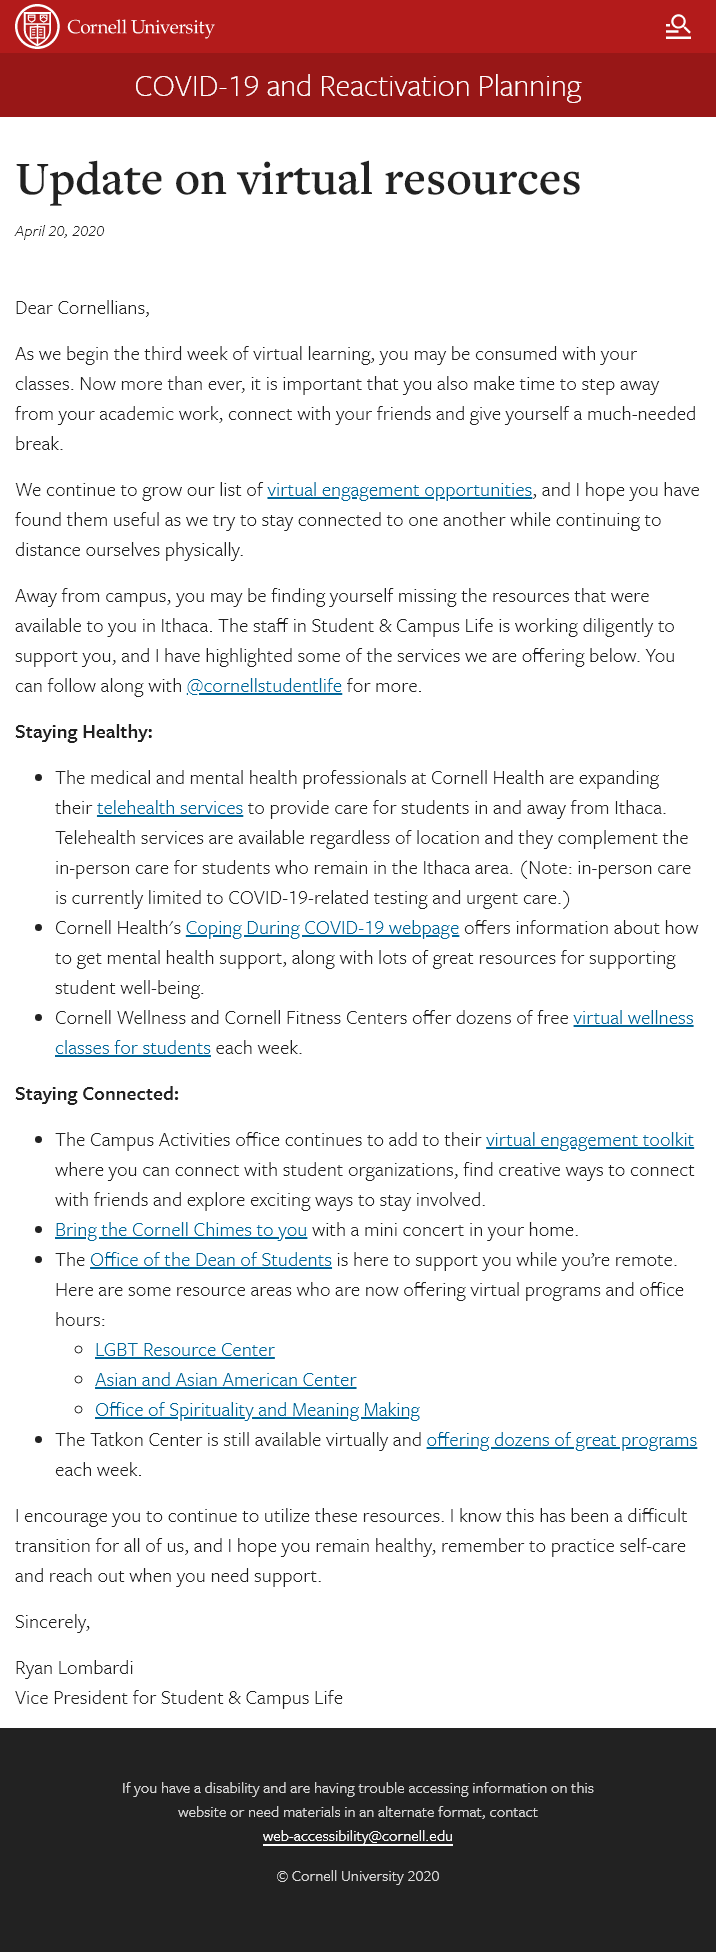 Cornell University
COVID-19 and Reactivation Planning
Update on virtual resources
April 20, 2020
Dear Cornellians,
As we begin the third week of virtual learning, you may be consumed with your
classes. Now more than ever, it is important that you also make time to step away
from your academic work, connect with your friends and give yourself a much-needed
break.
We continue to grow our list of virtual engagement opportunities, and I hope you have
found them useful as we try to stay connected to one another while continuing to
distance ourselves physically.
Away from campus, you may be finding yourself missing the resources that were
available to you in Ithaca. The staff in Student & Campus Life is working diligently to
support you, and I have highlighted some of the services we are offering below. You
can follow along with @cornellstudentlife for more.
Staying Healthy:
• The medical and mental health professionals at Cornell Health are expanding
their telehealth services to provide care for students in and away from Ithaca.
Telehealth services are available regardless of location and they complement the
in-person care for students who remain in the Ithaca area. (Note: in-person care
is currently limited to COVID-19-related testing and urgent care.)
• Cornell Health's Coping During COVID-19 webpage offers information about how
to get mental health support, along with lots of great resources for supporting
student well-being.
• Cornell Wellness and Cornell Fitness Centers offer dozens of free virtual wellness
classes for students each week.
Staying Connected:
• The Campus Activities office continues to add to their virtual engagement toolkit
where you can connect with student organizations, find creative ways to connect
with friends and explore exciting ways to stay involved.
• Bring the Cornell Chimes to you with a mini concert in your home.
• The Office of the Dean of Students is here to support you while you're remote.
Here are some resource areas who are now offering virtual programs and office
hours:
◦ LGBT Resource Center
◦ Asian and Asian American Center
◦ Office of Spirituality and Meaning Making
• The Tatkon Center is still available virtually and offering dozens of great programs
each week.
I encourage you to continue to utilize these resources. I know this has been a difficult
transition for all of us, and I hope you remain healthy, remember to practice self-care
and reach out when you need support.
Sincerely,
Ryan Lombardi
Vice President for Student & Campus Life
If you have a disability and are having trouble accessing information on this
website or need materials in an alternate format, contact
web-accessibility@cornell.edu
© Cornell University 2020